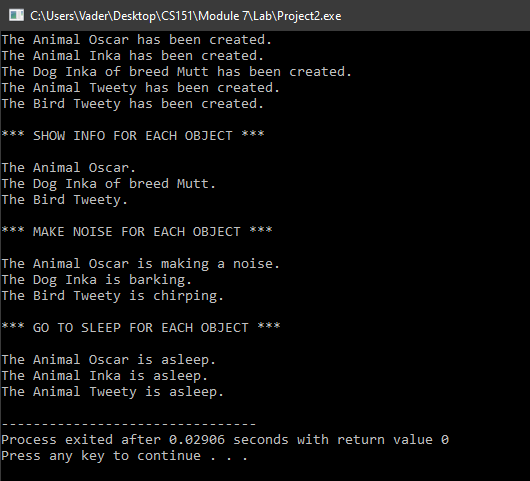 C:\Users\Vader\Desktop\CS151\Module 7\Lab\Project2.exe
The Animal Oscar has been created.
The Animal Inka has been created.
The Dog Inka of breed Mutt has been created.
The Animal Tweety has been created.
The Bird Tweety has been created.
*** SHOW INFO FOR EACH OBJECT ***
The Animal Oscar.
The Dog Inka of breed Mutt.
The Bird Tweety.
*** MAKE NOISE FOR EACH OBJECT ***
The Animal Oscar is making a noise.
The Dog Inka is barking.
The Bird Tweety is chirping.
*** GO TO SLEEP FOR EACH OBJECT ***
The Animal Oscar is asleep.
The Animal Inka is asleep.
The Animal Tweety is asleep.
--------------------------------
Process exited after 0.02906 seconds with return value 0
Press any key to continue . . .